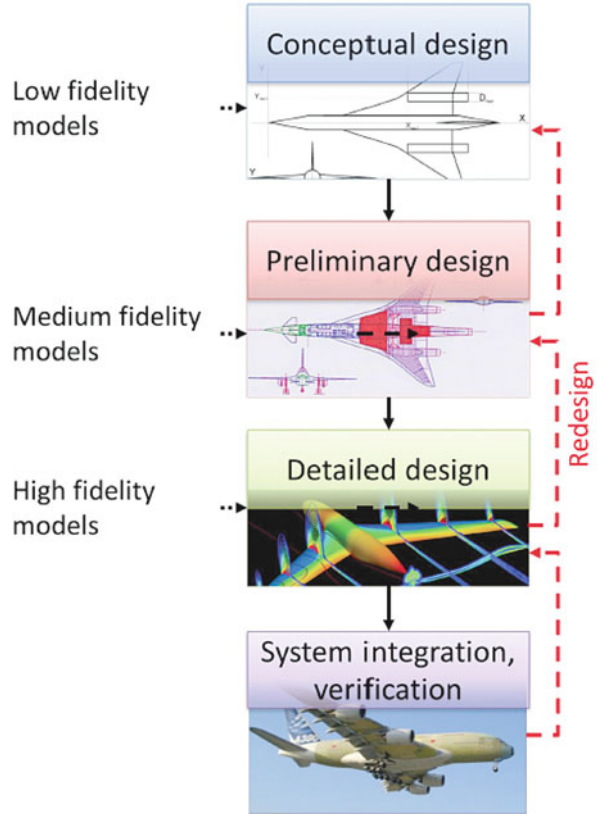 Conceptual design
Low fidelity
models
Y
X
Y
Preliminary design
Medium fidelity
models
Redesign
Detailed design
High fidelity
models
System integration,
verification